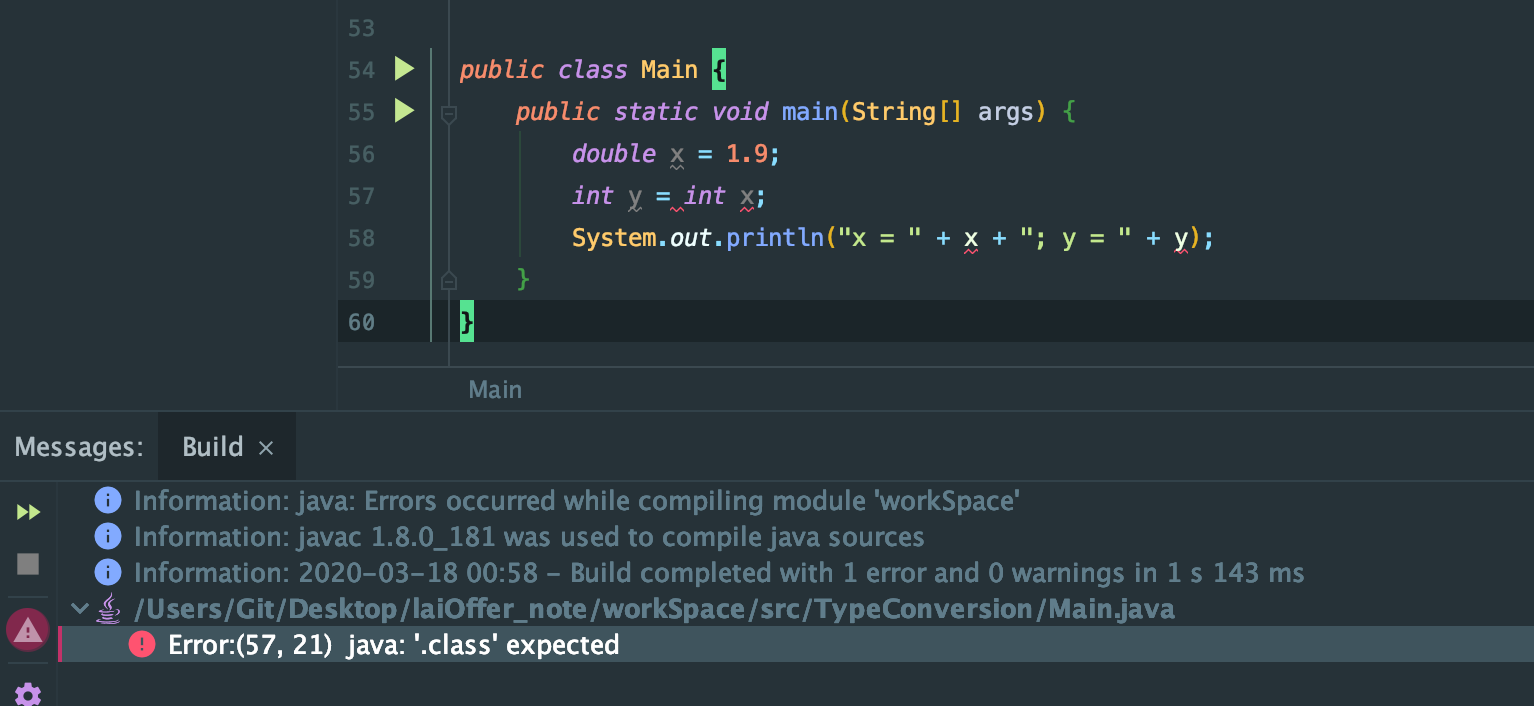 53
54 public class Main {
55 public static void main(String[] args) {
56 double x = 1.9;
57 int y = int x;
58 System.out.println("x = " + x + "; y = " + y);
59 }
60 }
Main
Messages: Build ×
Information: java: Errors occurred while compiling module 'workSpace'
Information: javac 1.8.0_181 was used to compile java sources
Information: 2020-03-18 00:58 – Build completed with 1 error and 0 warnings in 1 s 143 ms
/Users/Git/Desktop/laiOffer_note/workSpace/src/TypeConversion/Main.java
Error:(57, 21) java: '.class' expected